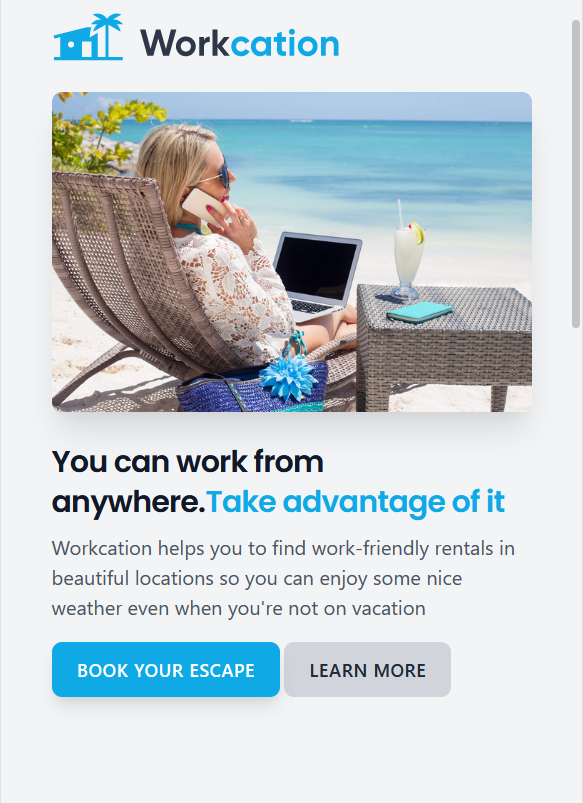 Workcation
You can work from
anywhere.Take advantage of it
Workcation helps you to find work-friendly rentals in
beautiful locations so you can enjoy some nice
weather even when you're not on vacation
BOOK YOUR ESCAPE LEARN MORE